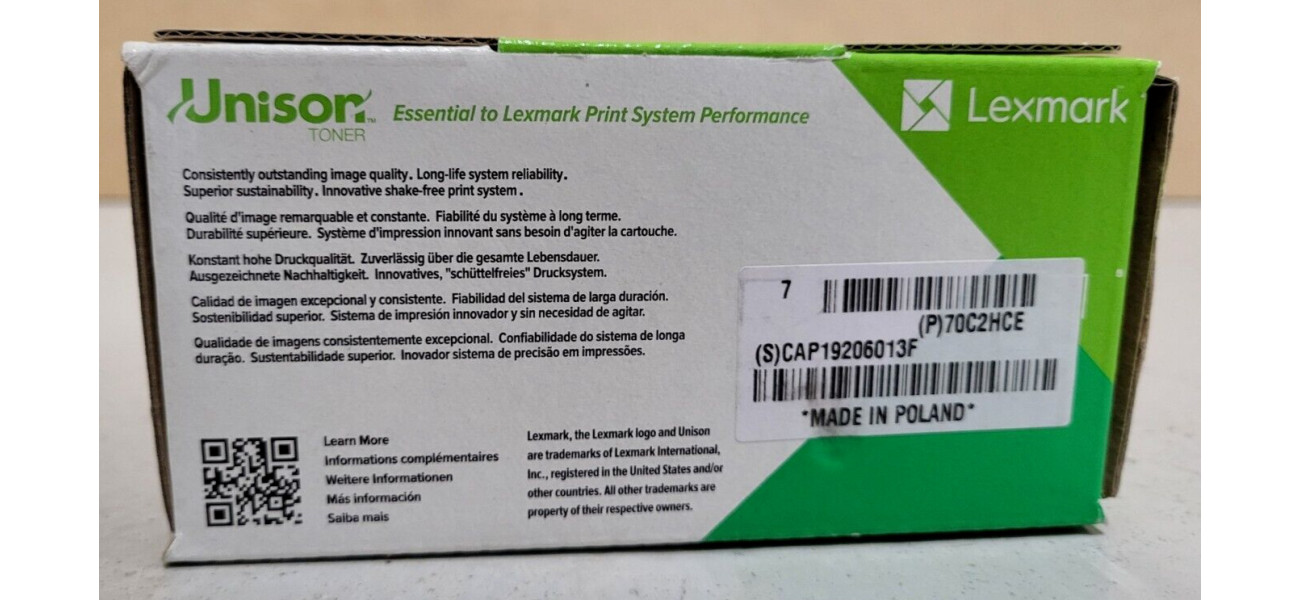 Unison™
TONER
Essential to Lexmark Print System Performance
Lexmark
Consistently outstanding image quality. Long-life system reliability.
Superior sustainability. Innovative shake-free print system.
Qualité d'image remarquable et constante. Fiabilité du système à long terme.
Durabilité supérieure. Système d'impression innovant sans besoin d'agiter la cartouche.
Konstant hohe Druckqualität. Zuverlässig über die gesamte Lebensdauer.
Ausgezeichnete Nachhaltigkeit. Innovatives, "schüttelfreies" Drucksystem.
Calidad de imagen excepcional y consistente. Fiabilidad del sistema de larga duración.
Sostenibilidad superior. Sistema de impresión innovador y sin necesidad de agitar.
Qualidade de imagens consistentemente excepcional. Confiabilidade do sistema de longa
duração. Sustentabilidade superior. Inovador sistema de precisão em impressões.
7
(P)70C2HCE
(S)CAP19206013F
*MADE IN POLAND*
Learn More
Informations complémentaires
Weitere Informationen
Más información
Saiba mais
Lexmark, the Lexmark logo and Unison
are trademarks of Lexmark International,
Inc., registered in the United States and/or
other countries. All other trademarks are
property of their respective owners.